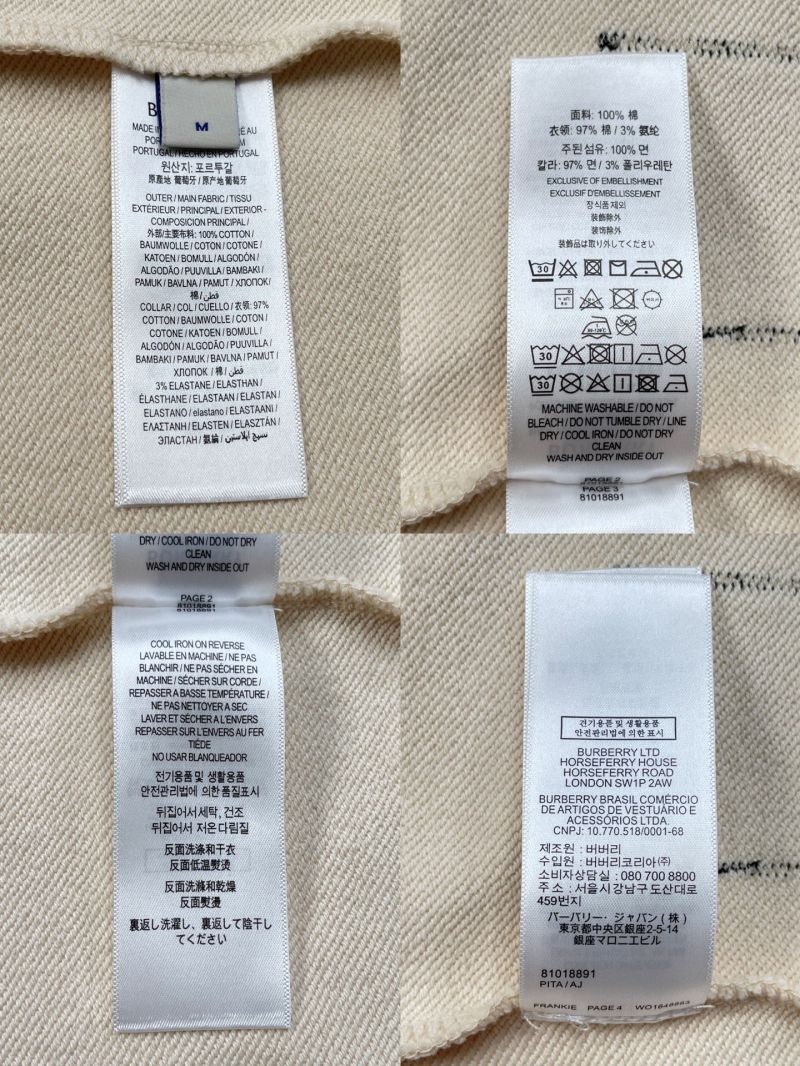 M
B
MADE IN
É AU
POR
M
PORTUGAL / HECHO EN PORTUGAL
원산지: 포르투갈
原產地 葡萄牙 / 原产地 葡萄牙
OUTER / MAIN FABRIC / TISSU
EXTÉRIEUR / PRINCIPAL / EXTERIOR -
COMPOSICIÓN PRINCIPAL /
外部/主要布料: 100% COTTON /
BAUMWOLLE / COTON / COTONE /
KATOEN / BOMULL / ALGODÓN /
ALGODÃO / PUUVILLA / BAMBAKI /
PAMUK / BAVLNA / PAMUT / ХЛОПОК/
棉 / قطن/
COLLAR / COL / CUELLO / 衣领: 97%
COTTON / BAUMWOLLE / COTON /
COTONE / KATOEN / BOMULL /
ALGODÓN / ALGODÃO / PUUVILLA /
BAMBAKI / PAMUK / BAVLNA / PAMUT /
ХЛОПОК / 棉 / قطن/
3% ELASTANE / ELASTHAN /
ÉLASTHANE / ELASTAAN / ELASTAN /
ELASTANO / elastano / ELASTAANI /
ΕΛΑΣΤΑΝΗ / ELASTEN / ELASZTÁN /
ЭЛАСТАН / 氨綸 /
面料: 100% 棉
衣领: 97% 棉 / 3% 氨纶
주된섬유: 100% 면
칼라: 97% 면 / 3% 폴리우레탄
EXCLUSIVE OF EMBELLISHMENT
EXCLUSIF D'EMBELLISSEMENT
장식품 제외
裝飾除外
装饰除外
装飾品は取り外してください
30
30
30
MACHINE WASHABLE / DO NOT
BLEACH / DO NOT TUMBLE DRY / LINE
DRY / COOL IRON / DO NOT DRY
CLEAN
WASH AND DRY INSIDE OUT
PAGE 2
PAGE 3
81018891
DRY / COOL IRON / DO NOT DRY
CLEAN
WASH AND DRY INSIDE OUT
PAGE 2
81018891
COOL IRON ON REVERSE
LAVABLE EN MACHINE / NE PAS
BLANCHIR / NE PAS SÉCHER EN
MACHINE / SÉCHER SUR CORDE /
REPASSER A BASSE TEMPÉRATURE /
NE PAS NETTOYER A SEC
LAVER ET SÉCHER A L'ENVERS
REPASSER SUR L'ENVERS AU FER
TIÈDE
NO USAR BLANQUEADOR
전기용품 및 생활용품
안전관리법에 의한 품질표시
뒤집어서 세탁, 건조
뒤집어서 저온 다림질
反面洗涤和干衣
反面低温熨烫
反面洗滌和乾燥
反面熨燙
裏返し洗濯し、裏返して陰干し
てください
전기용품 및 생활용품
안전관리법에 의한 표시
BURBERRY LTD
HORSEFERRY HOUSE
HORSEFERRY ROAD
LONDON SW1P 2AW
BURBERRY BRASIL COMÉRCIO
DE ARTIGOS DE VESTUÁRIO E
ACESSÓRIOS LTDA.
CNPJ: 10.770.518/0001-68
제조원 : 버버리
수입원 : 버버리코리아(주)
소비자상담실 : 080 700 8800
주소 : 서울시 강남구 도산대로
459번지
バーバリー・ジャパン ( 株 )
東京都中央区銀座2-5-14
銀座マロニエビル
81018891
PITA / AJ
FRANKIE PAGE 4